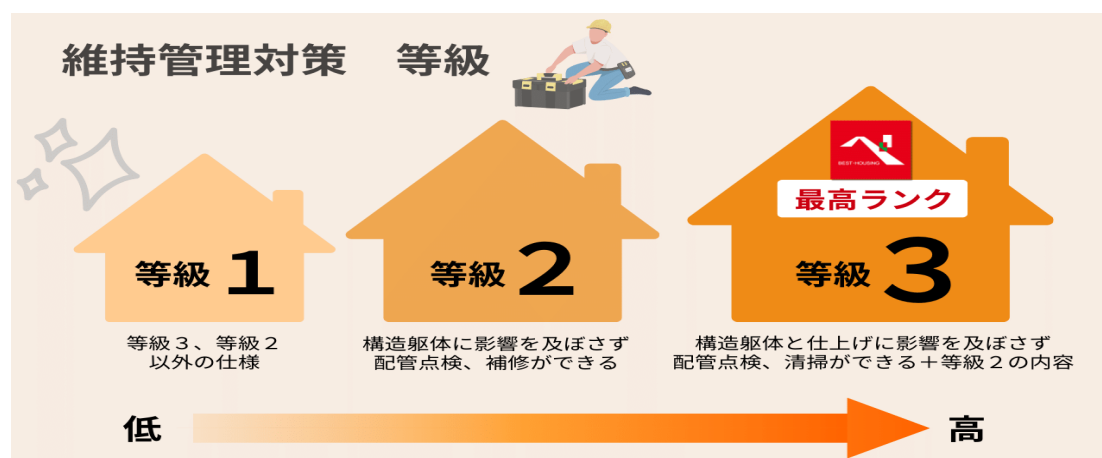 維持管理対策 等級
BEST-HOUSING
最高ランク
等級 1
等級 2
等級 3
等級3、等級2
以外の仕様
構造躯体に影響を及ぼさず
配管点検、補修ができる
構造躯体と仕上げに影響を及ぼさず
配管点検、清掃ができる+等級2の内容
低
高